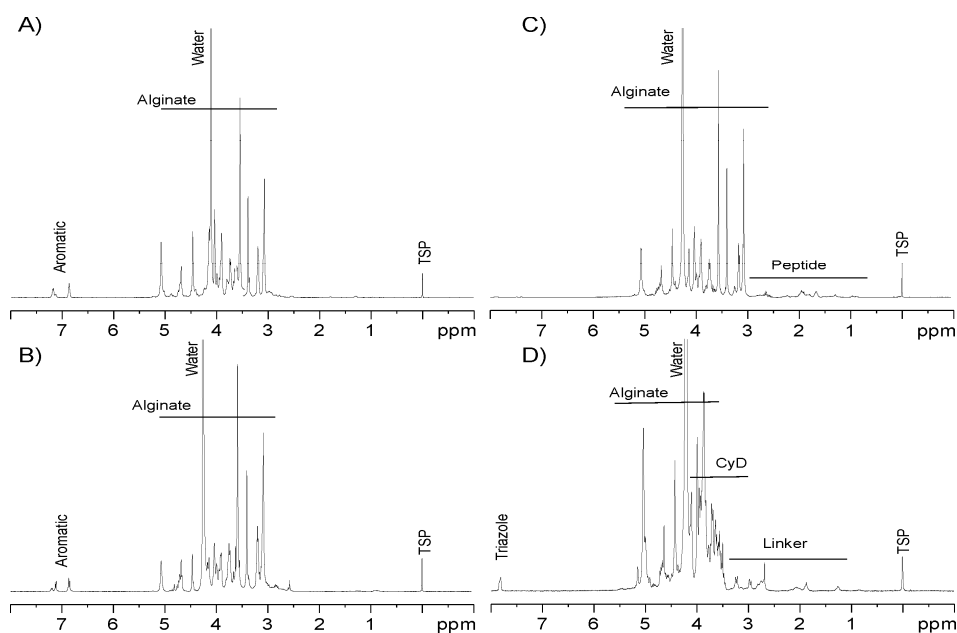 A)
Water
Alginate
Aromatic
TSP
7 6 5 4 3 2 1 ppm
B)
Water
Alginate
Aromatic
TSP
7 6 5 4 3 2 1 ppm
C)
Water
Alginate
Peptide
TSP
7 6 5 4 3 2 1 ppm
D)
Water
Alginate
CyD
Triazole
Linker
TSP
7 6 5 4 3 2 1 ppm